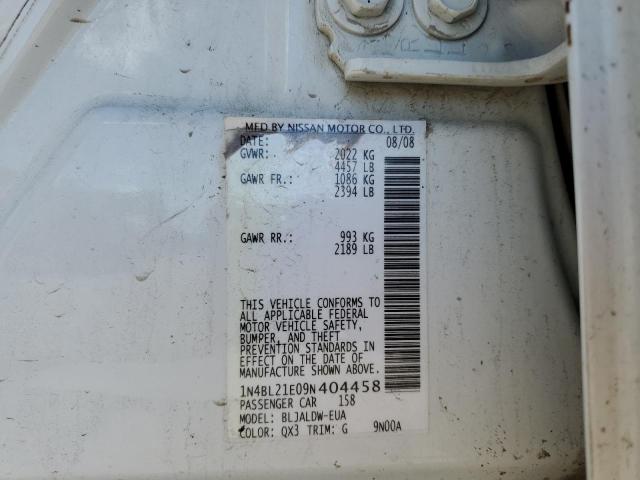 MFD BY NISSAN MOTOR CO., LTD.
DATE: 08/08
GVWR: 2022 KG
4457 LB
GAWR FR.: 1086 KG
2394 LB
GAWR RR.: 993 KG
2189 LB
THIS VEHICLE CONFORMS TO
ALL APPLICABLE FEDERAL
MOTOR VEHICLE SAFETY,
BUMPER, AND THEFT
PREVENTION STANDARDS IN
EFFECT ON THE DATE OF
MANUFACTURE SHOWN ABOVE.
1N4BL21E09N404458
PASSENGER CAR 158
MODEL: BLJALDW-EUA
COLOR: QX3 TRIM: G 9N00A